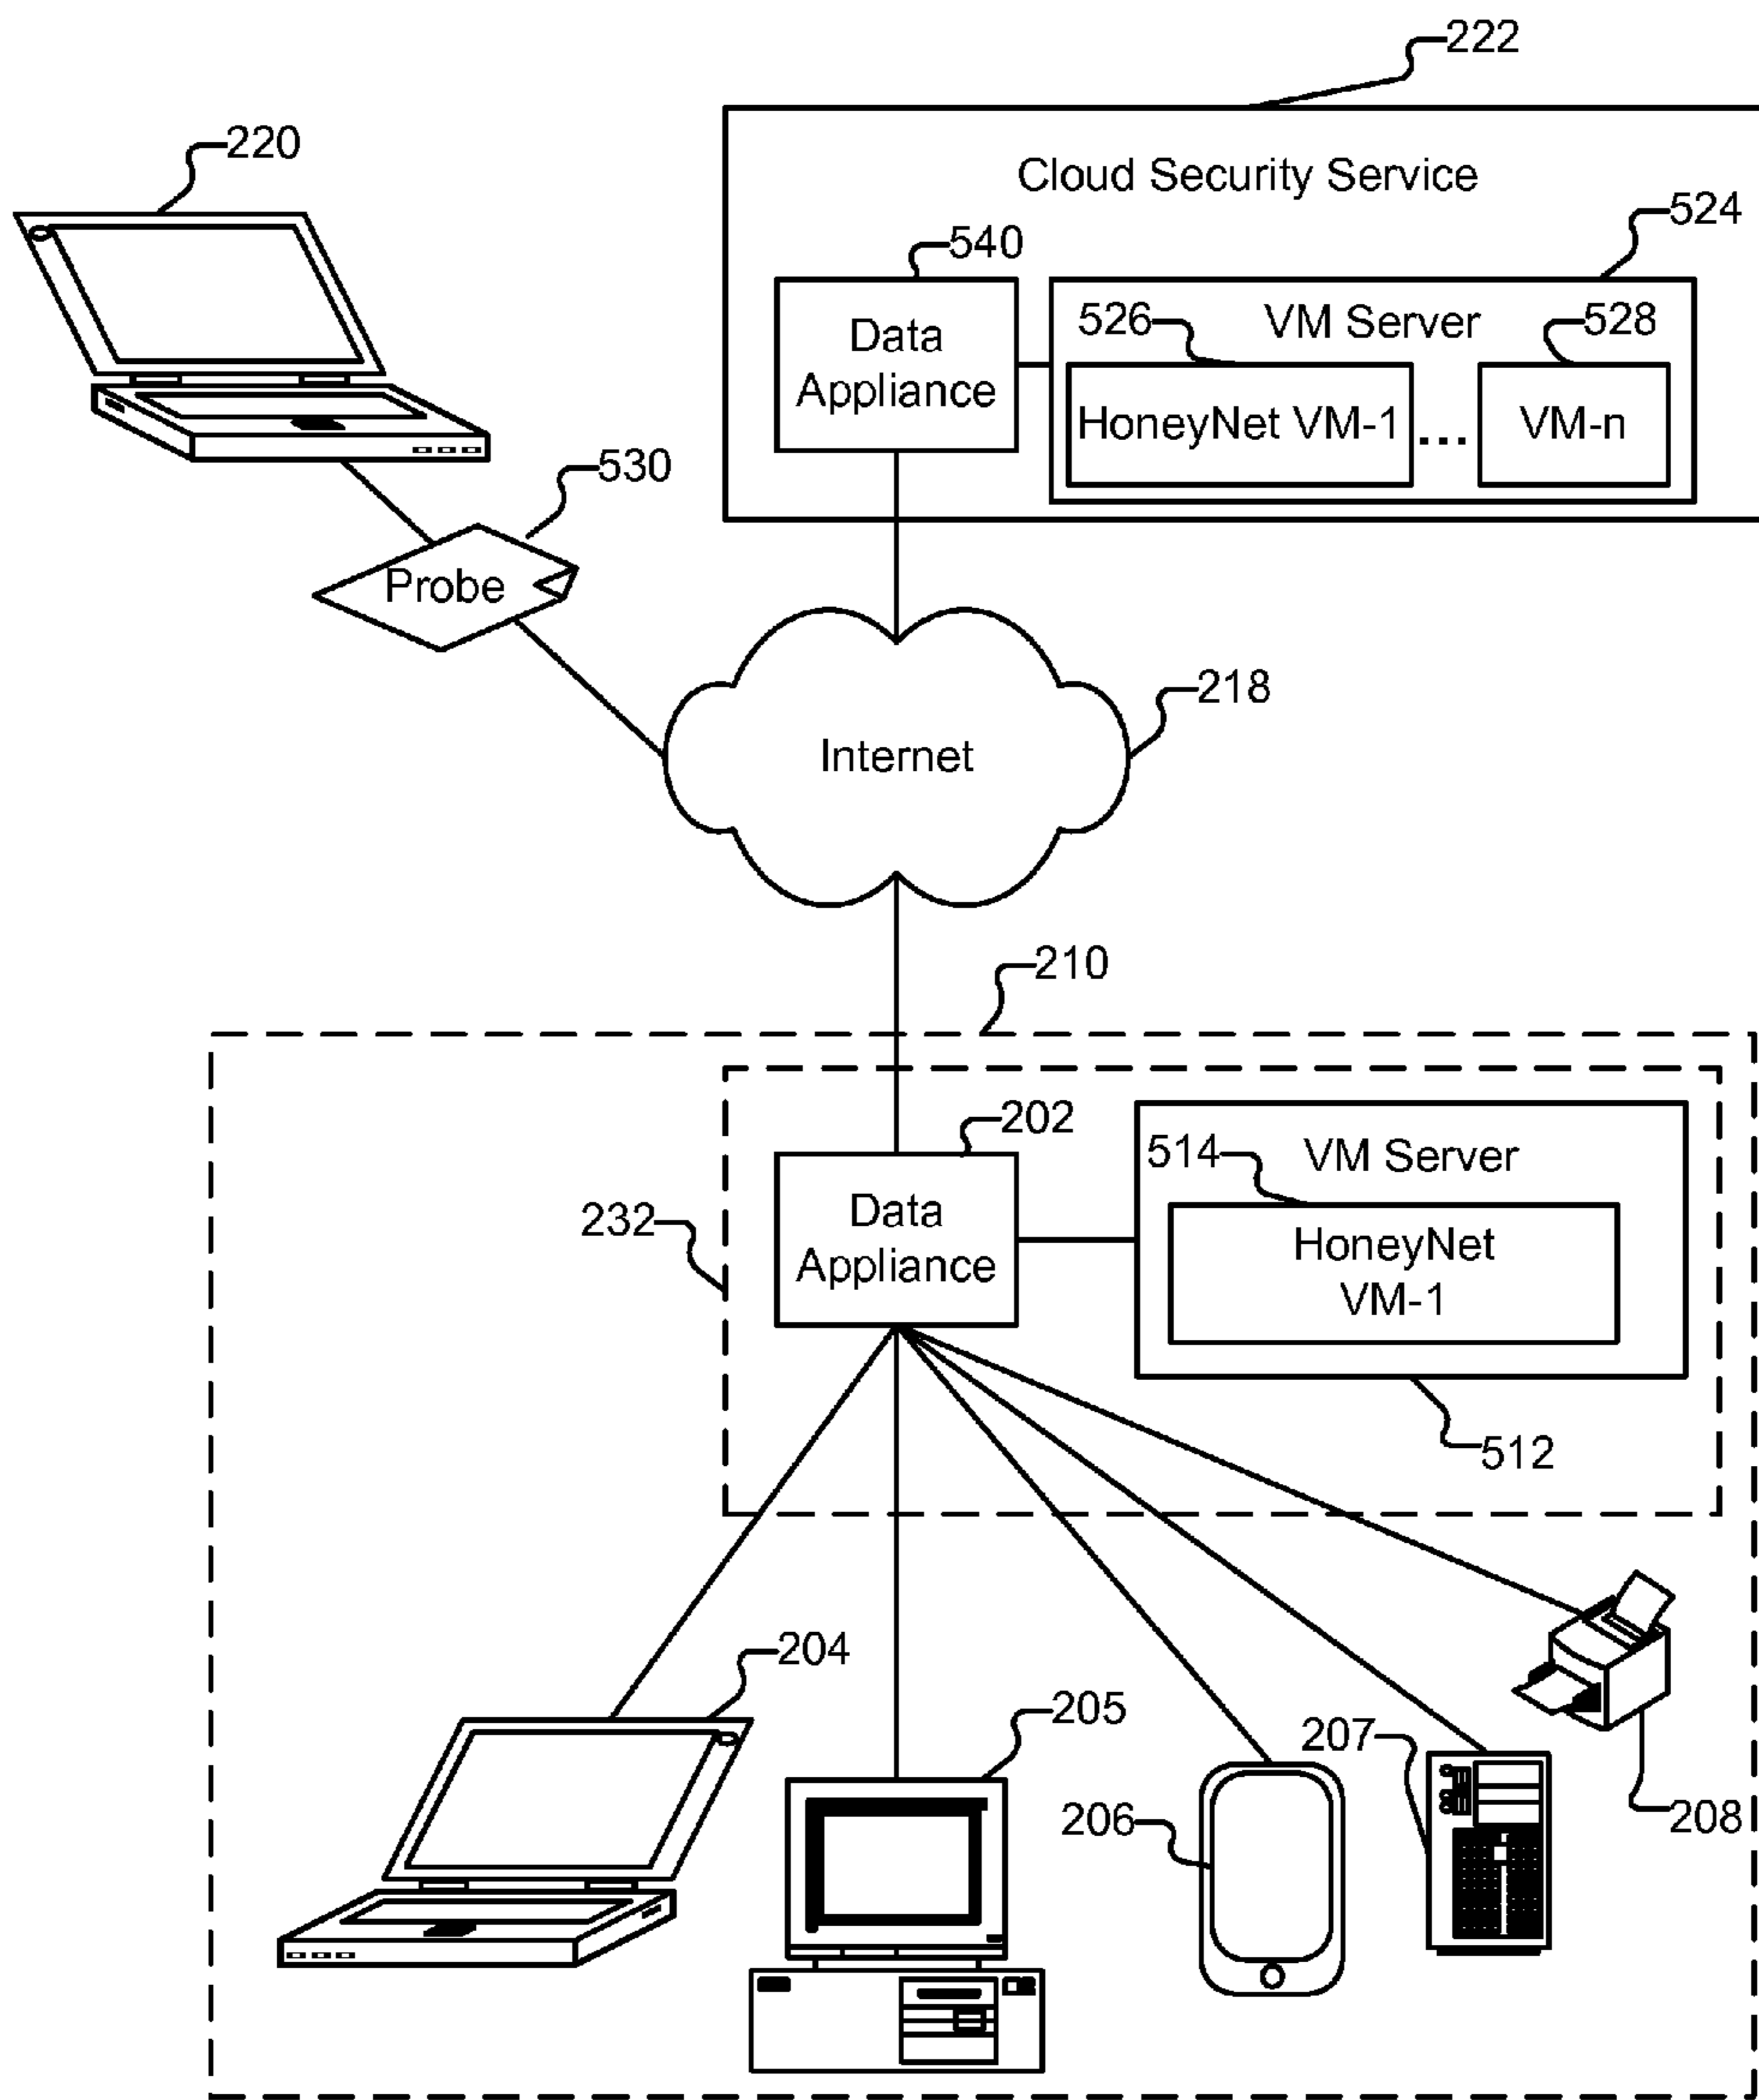 222
220
Cloud Security Service
524
540
Data
Appliance
526
VM Server
528
HoneyNet VM-1
...
VM-n
530
Probe
218
Internet
210
202
Data
Appliance
514
VM Server
HoneyNet
VM-1
232
512
204
205
207
206
208